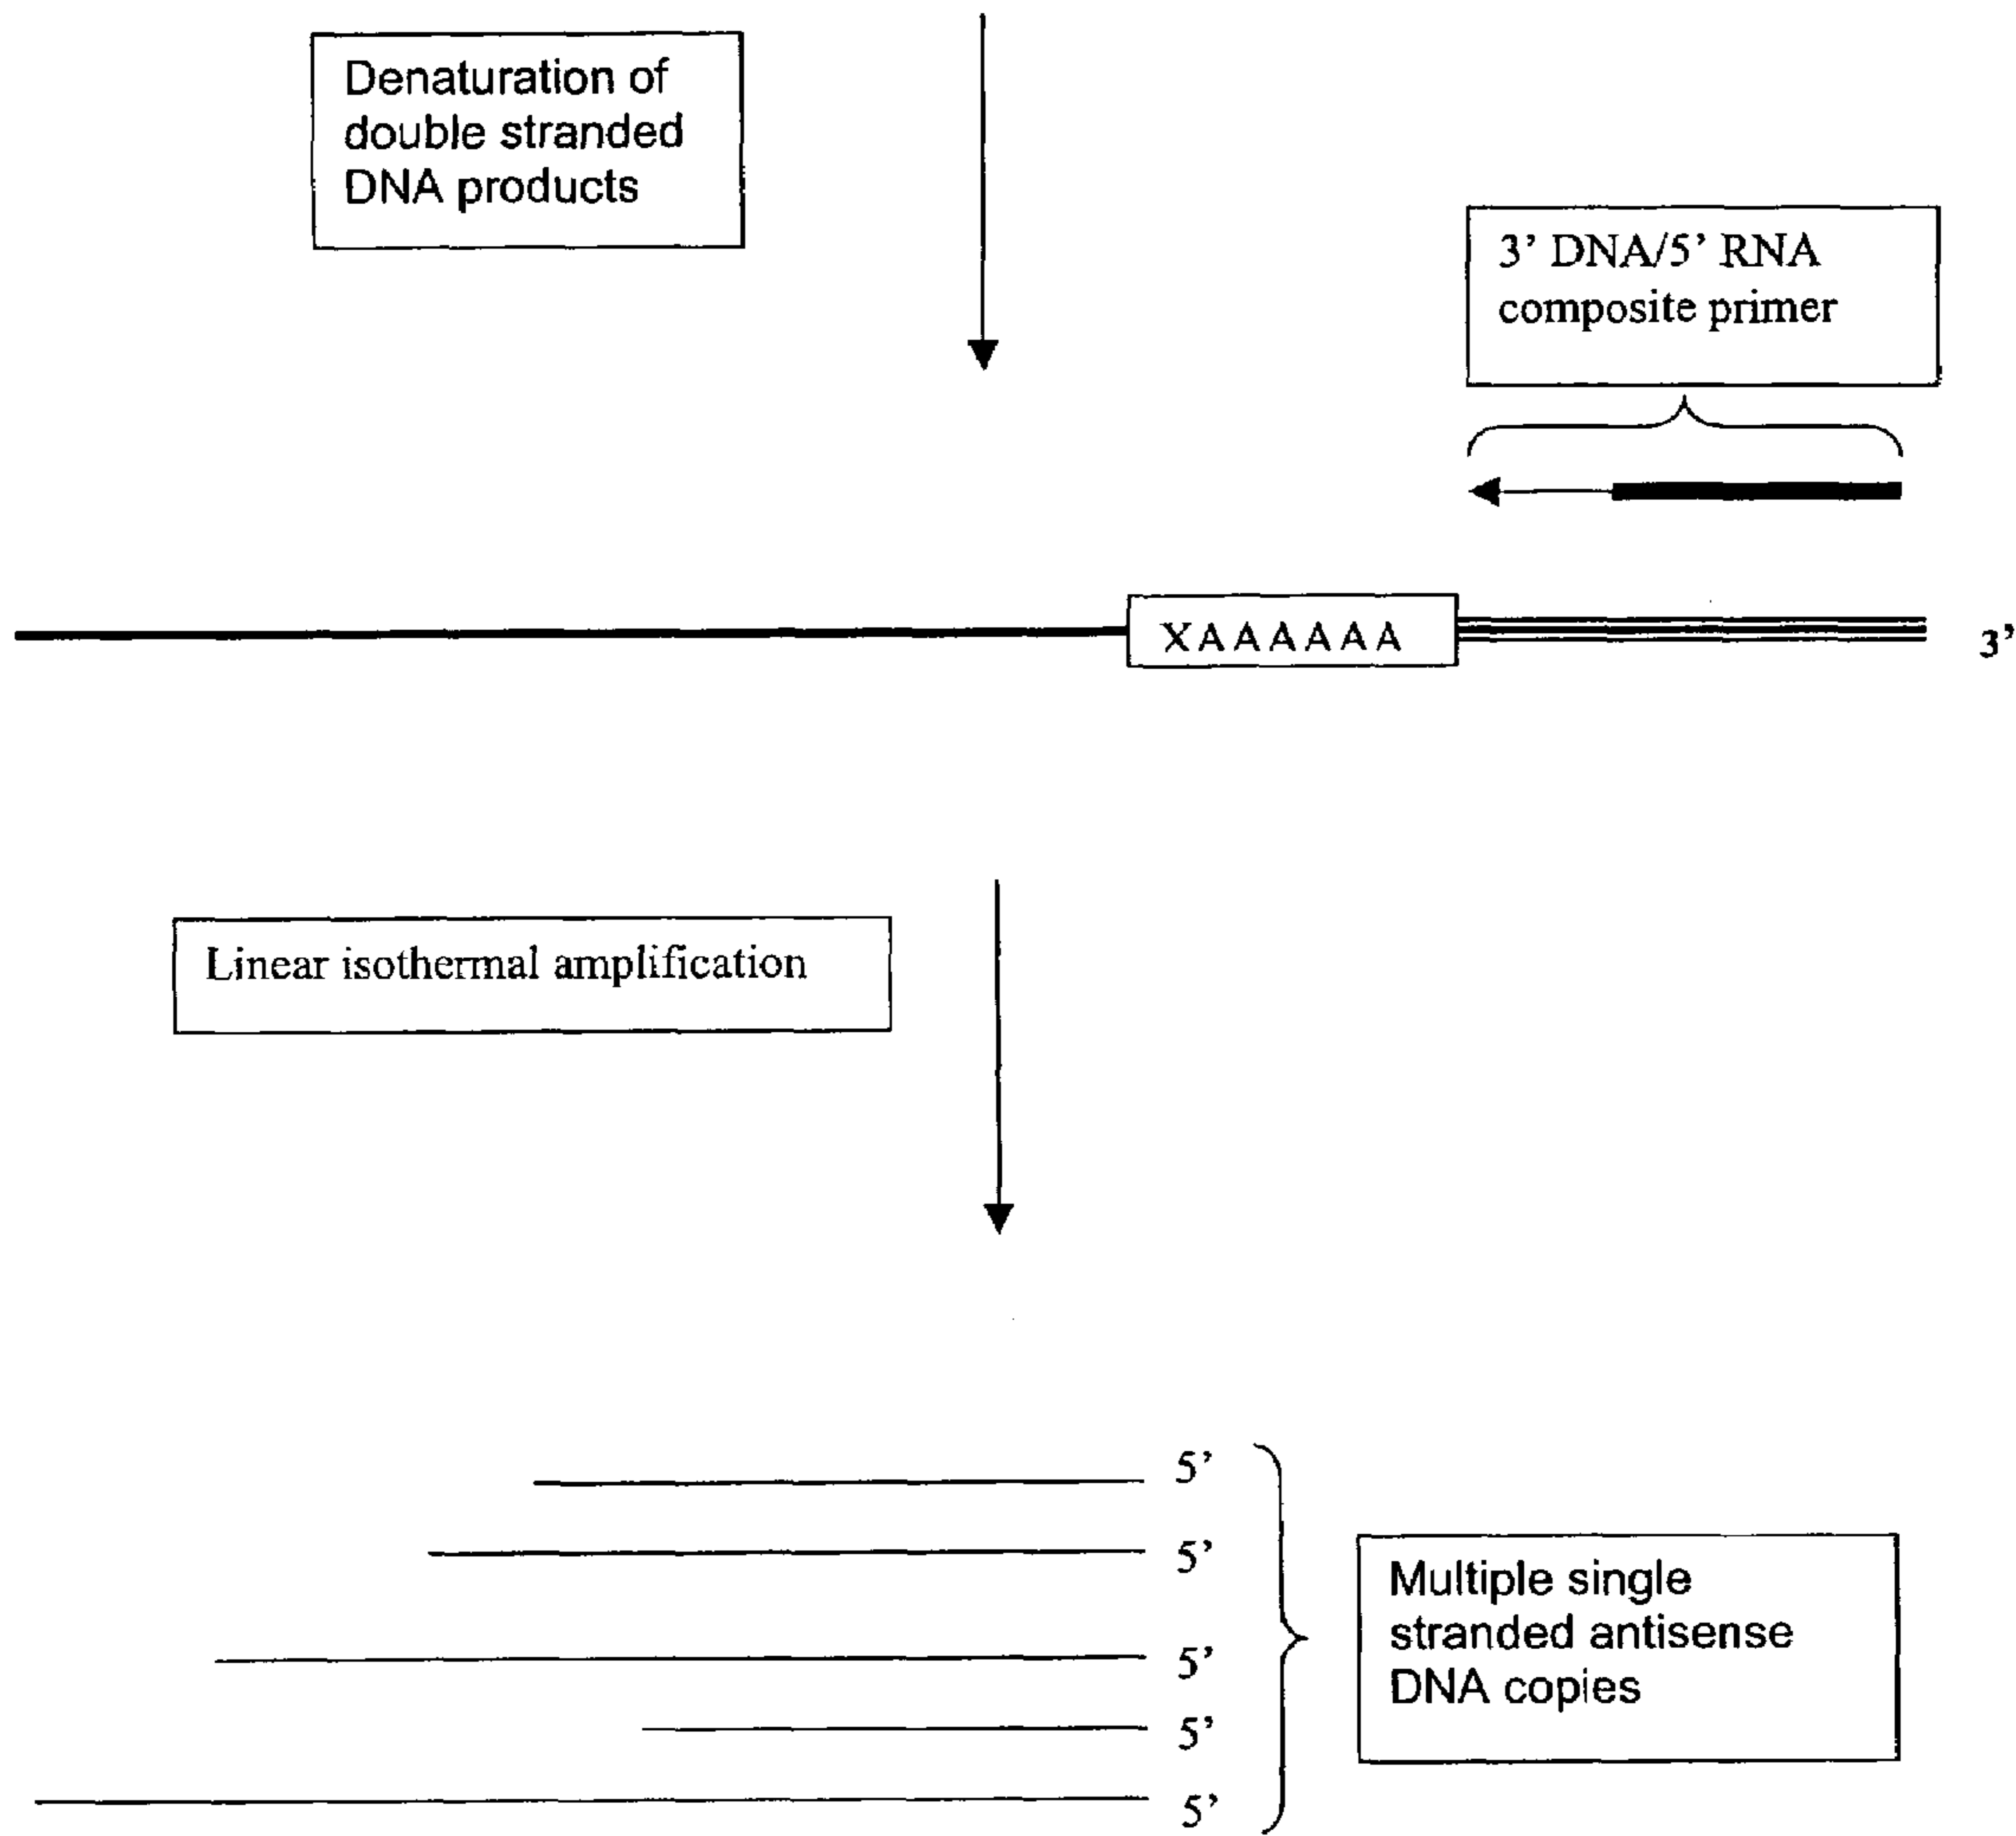 Denaturation of
double stranded
DNA products
3’ DNA/5’ RNA
composite primer
XAAAAAA
3’
Linear isothermal amplification
5’
5’
5’
5’
5’
Multiple single
stranded antisense
DNA copies